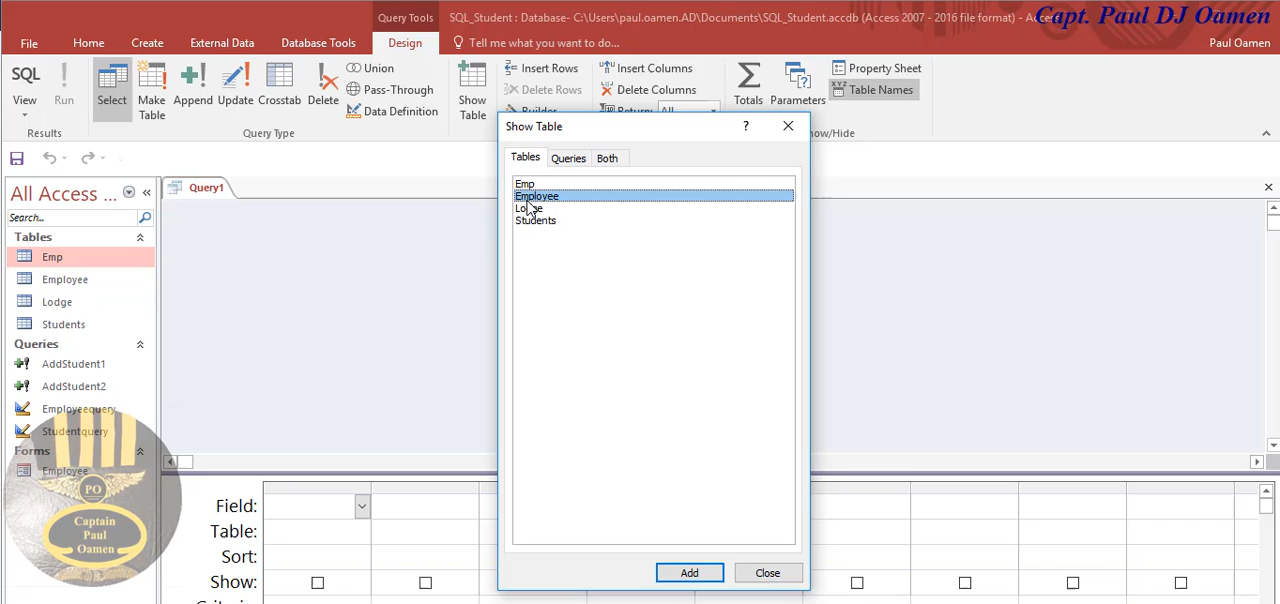 Query Tools
SQL_Student : Database- C:\Users\paul.oamen.AD\Documents\SQL_Student.accdb (Access 2007 - 2016 file format) -
Capt. Paul DJ Oamen
File Home Create External Data Database Tools Design Tell me what you want to do... Paul Oamen
SQL View
Run
Results
Select
Make Table
Append
Update
Crosstab
Delete
Union
Pass-Through
Data Definition
Query Type
Show Table
Insert Rows
Delete Rows
Builder
Insert Columns
Delete Columns
Return: All
Totals
Parameters
Property Sheet
XYZ Table Names
/Hide
All Access ...
Search...
Tables
Emp
Employee
Lodge
Students
Queries
AddStudent1
AddStudent2
Employeequery
Studentquery
Forms
Employee
PO
Captain
Paul
Oamen
Query1
Show Table
? 
Tables Queries Both
Emp
Employee
Students
Add Close
Field:
Table:
Sort:
Show: